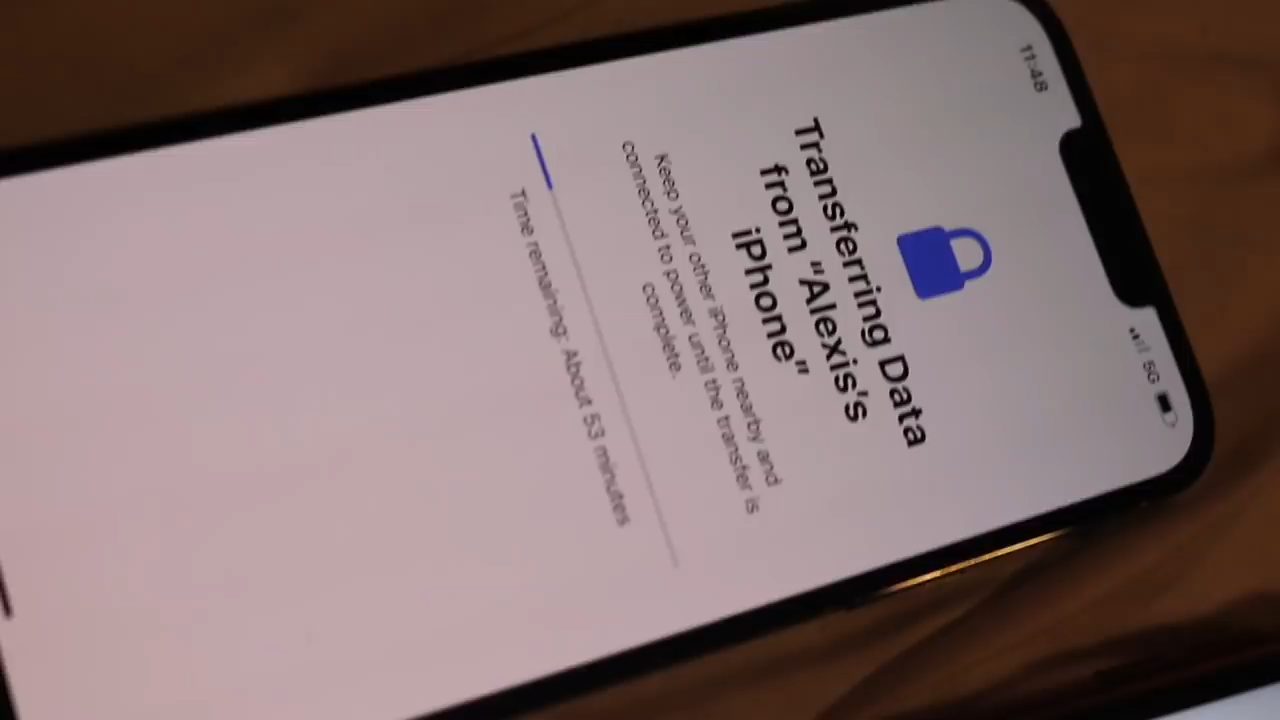 11:48
5G
Transferring Data
from "Alexis's
iPhone"
Keep your other iPhone nearby and
connected to power until the transfer is
complete.
Time remaining: About 53 minutes